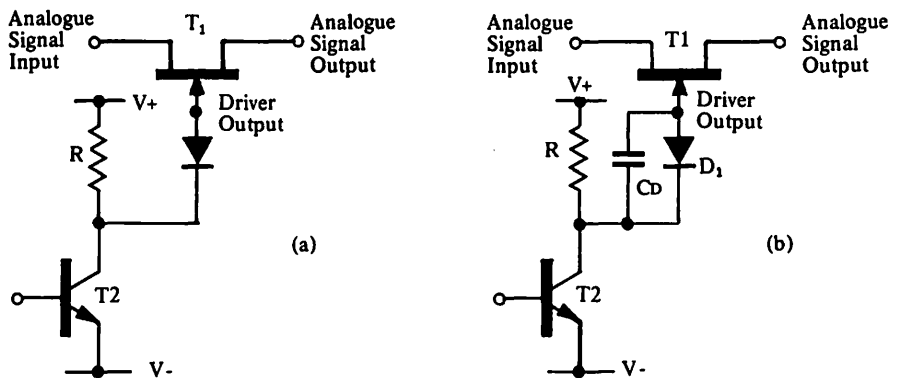 Analogue
Signal
Input
T₁
Analogue
Signal
Output
V+
Driver
Output
R
(a)
T2
V-
Analogue
Signal
Input
T1
Analogue
Signal
Output
V+
Driver
Output
R
CD
D₁
(b)
T2
V-